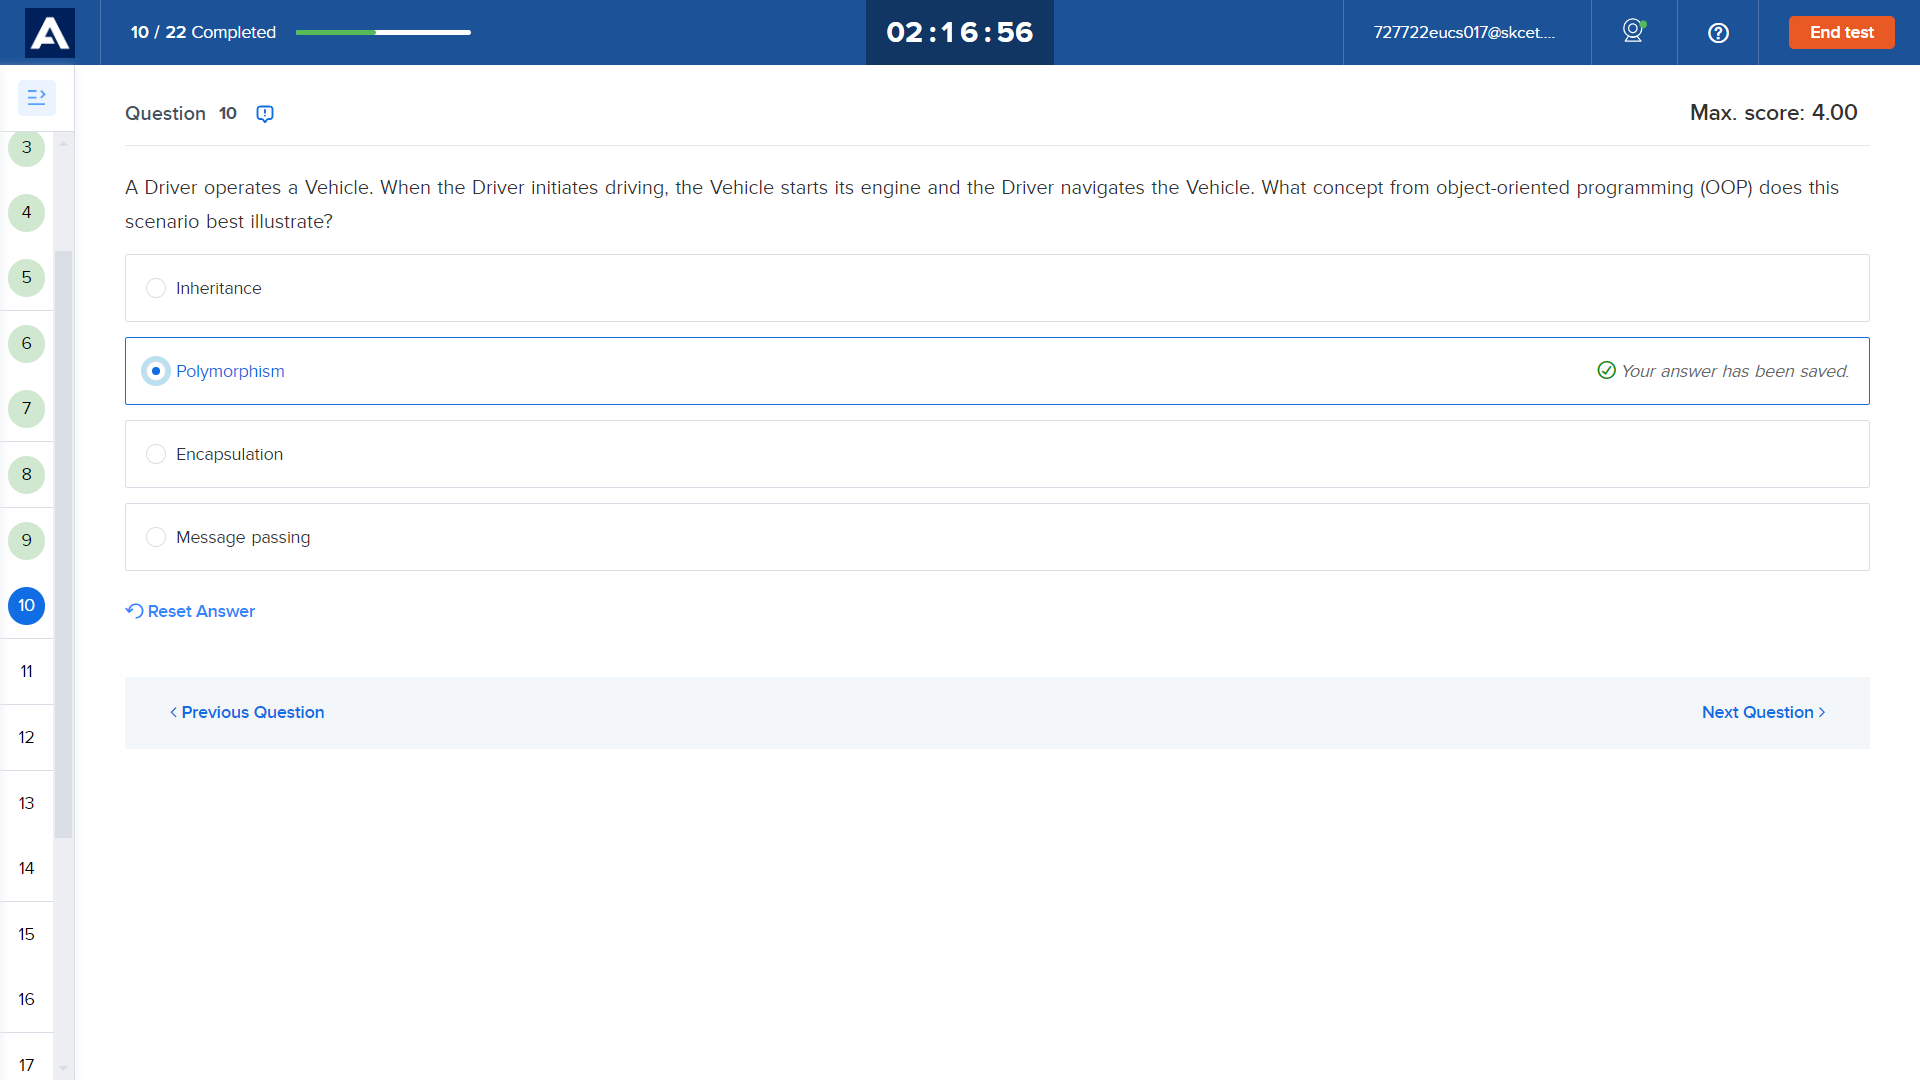 10 / 22 Completed
02:16:56
727722eucs017@skcet....
End test
Question 10
Max. score: 4.00
A Driver operates a Vehicle. When the Driver initiates driving, the Vehicle starts its engine and the Driver navigates the Vehicle. What concept from object-oriented programming (OOP) does this
scenario best illustrate?
Inheritance
Polymorphism
Your answer has been saved.
Encapsulation
Message passing
Reset Answer
< Previous Question
Next Question >
3
4
5
6
7
8
9
10
11
12
13
14
15
16
17